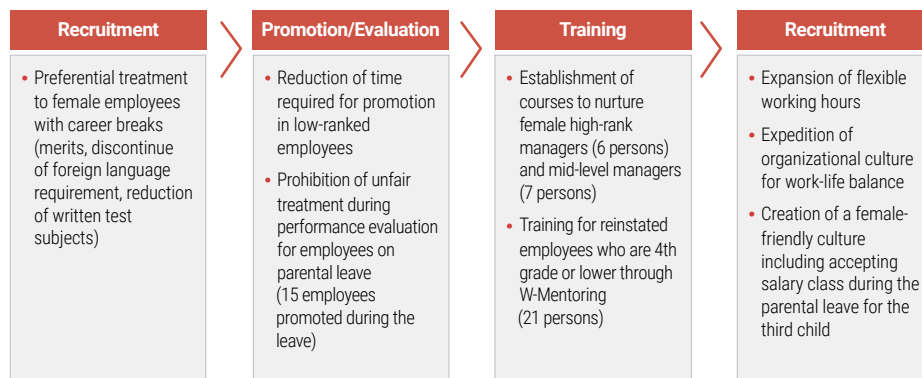 Recruitment
• Preferential treatment
to female employees
with career breaks
(merits, discontinue
of foreign language
requirement, reduction
of written test
subjects)
Promotion/Evaluation
• Reduction of time
required for promotion
in low-ranked
employees
• Prohibition of unfair
treatment during
performance evaluation
for employees on
parental leave
(15 employees
promoted during the
leave)
Training
• Establishment of
courses to nurture
female high-rank
managers (6 persons)
and mid-level managers
(7 persons)
• Training for reinstated
employees who are 4th
grade or lower through
W-Mentoring
(21 persons)
Recruitment
• Expansion of flexible
working hours
• Expedition of
organizational culture
for work-life balance
• Creation of a female-
friendly culture
including accepting
salary class during the
parental leave for the
third child